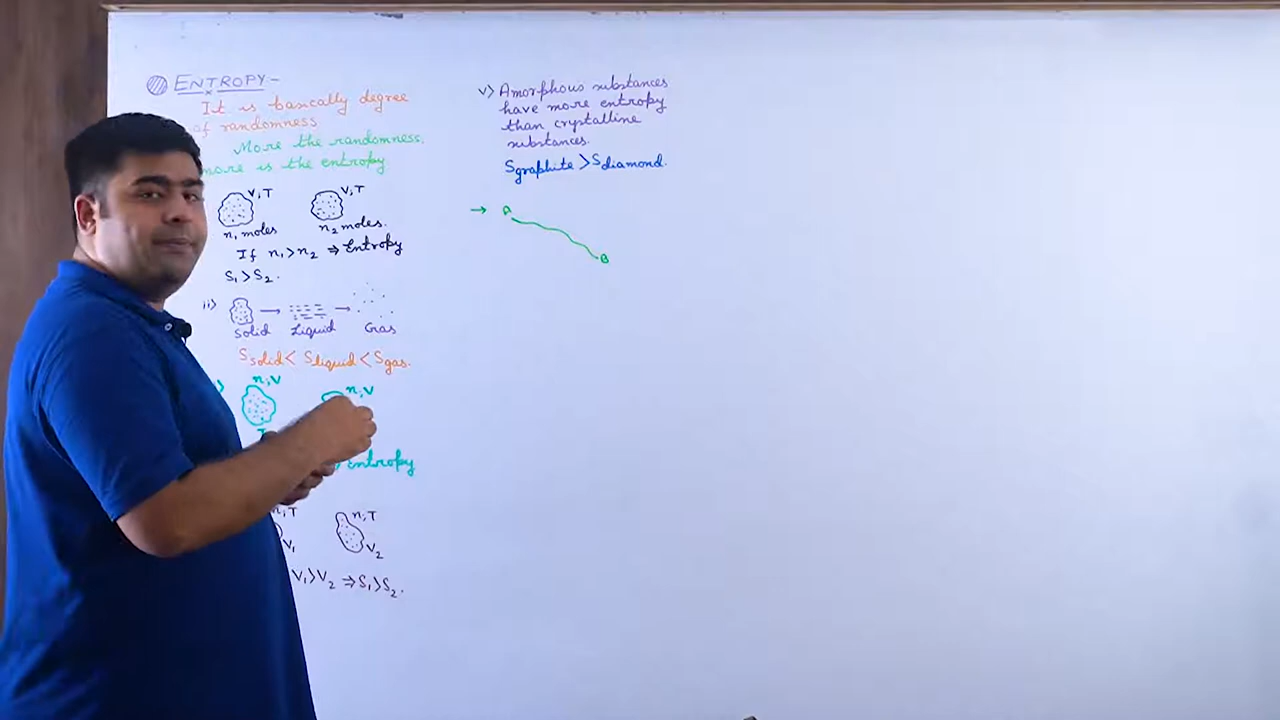 ENTROPY-
It is basically degree
of randomness
More the randomness.
more is the entropy
V,T V,T
n₁ moles n₂ moles.
If n₁>n₂ ⇒ Entropy
S₁>S₂.
ii)
Solid → Liquid → Gas
Ssolid< Sliquid< Sgas.
n,V n,V
entropy
n,T n,T
V₁ V₂
V₁>V₂ ⇒S₁>S₂.
v) Amorphous substances
have more entropy
than crystalline
substances.
Sgraphite>Sdiamond.
→ A
B